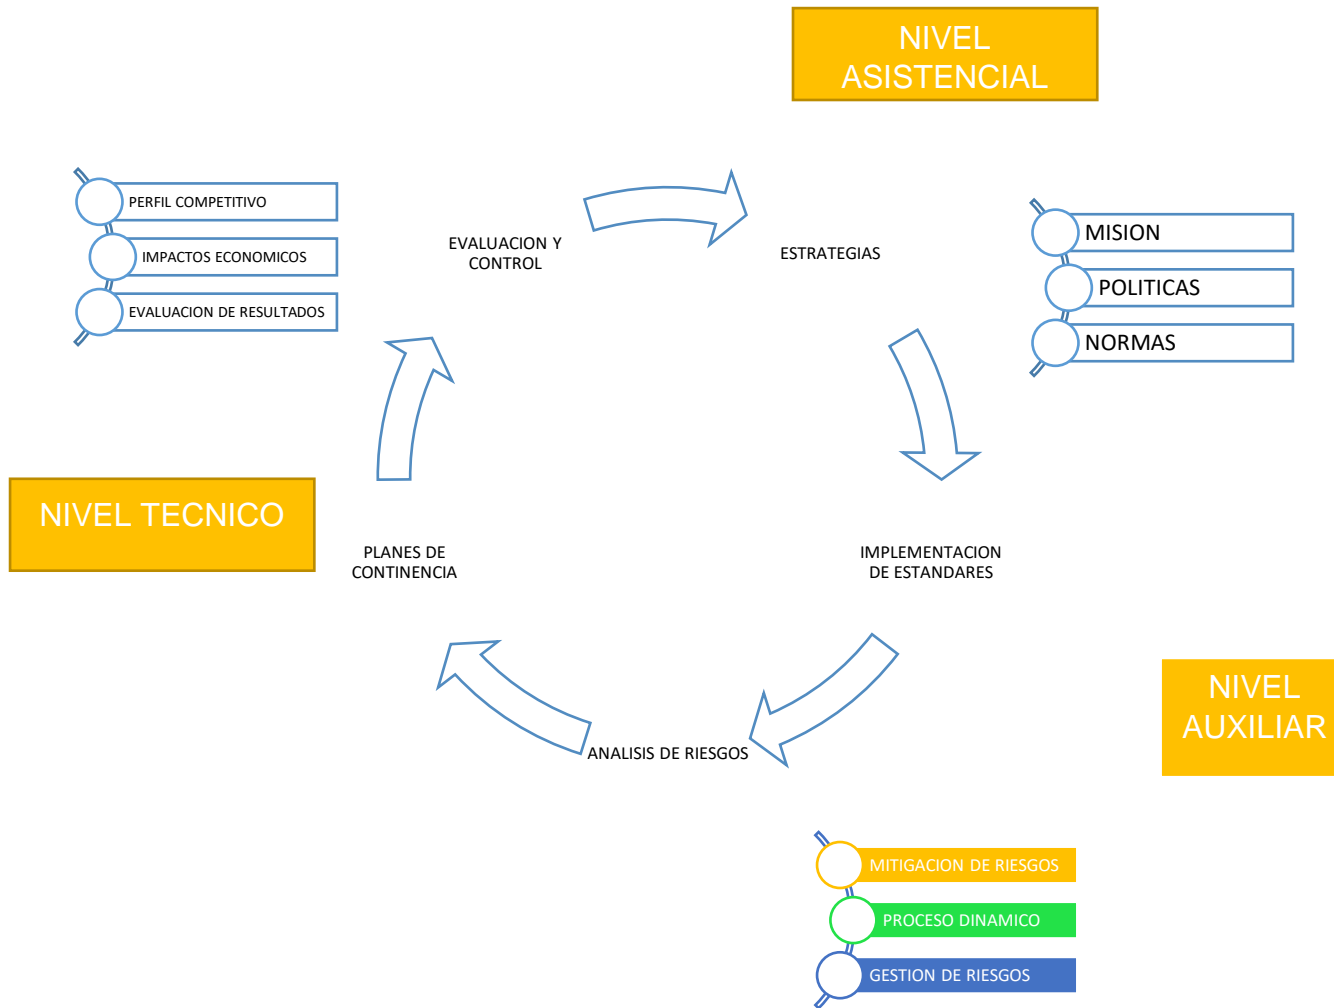 NIVEL
ASISTENCIAL
PERFIL COMPETITIVO
IMPACTOS ECONOMICOS
EVALUACION DE RESULTADOS
EVALUACION Y
CONTROL
ESTRATEGIAS
MISION
POLITICAS
NORMAS
NIVEL TECNICO
PLANES DE
CONTINENCIA
IMPLEMENTACION
DE ESTANDARES
NIVEL
AUXILIAR
ANALISIS DE RIESGOS
MITIGACION DE RIESGOS
PROCESO DINAMICO
GESTION DE RIESGOS